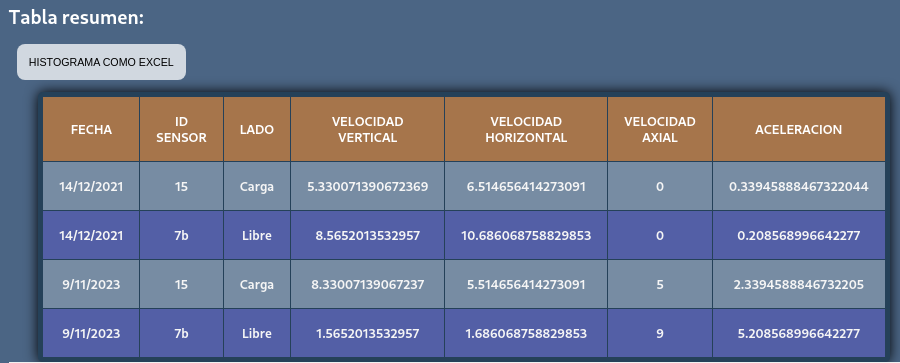 Tabla resumen:
HISTOGRAMA COMO EXCEL
FECHA ID SENSOR LADO VELOCIDAD VERTICAL VELOCIDAD HORIZONTAL VELOCIDAD AXIAL ACELERACION
14/12/2021 15 Carga 5.330071390672369 6.514656414273091 0 0.33945888467322044
14/12/2021 7b Libre 8.5652013532957 10.686068758829853 0 0.208568996642277
9/11/2023 15 Carga 8.33007139067237 5.514656414273091 5 2.3394588846732205
9/11/2023 7b Libre 1.5652013532957 1.686068758829853 9 5.208568996642277